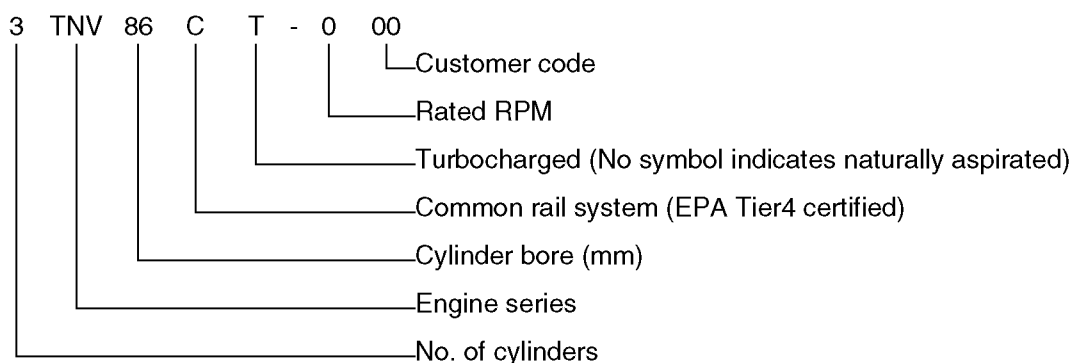 3 TNV 86 C T - 0 00
Customer code
Rated RPM
Turbocharged (No symbol indicates naturally aspirated)
Common rail system (EPA Tier4 certified)
Cylinder bore (mm)
Engine series
No. of cylinders